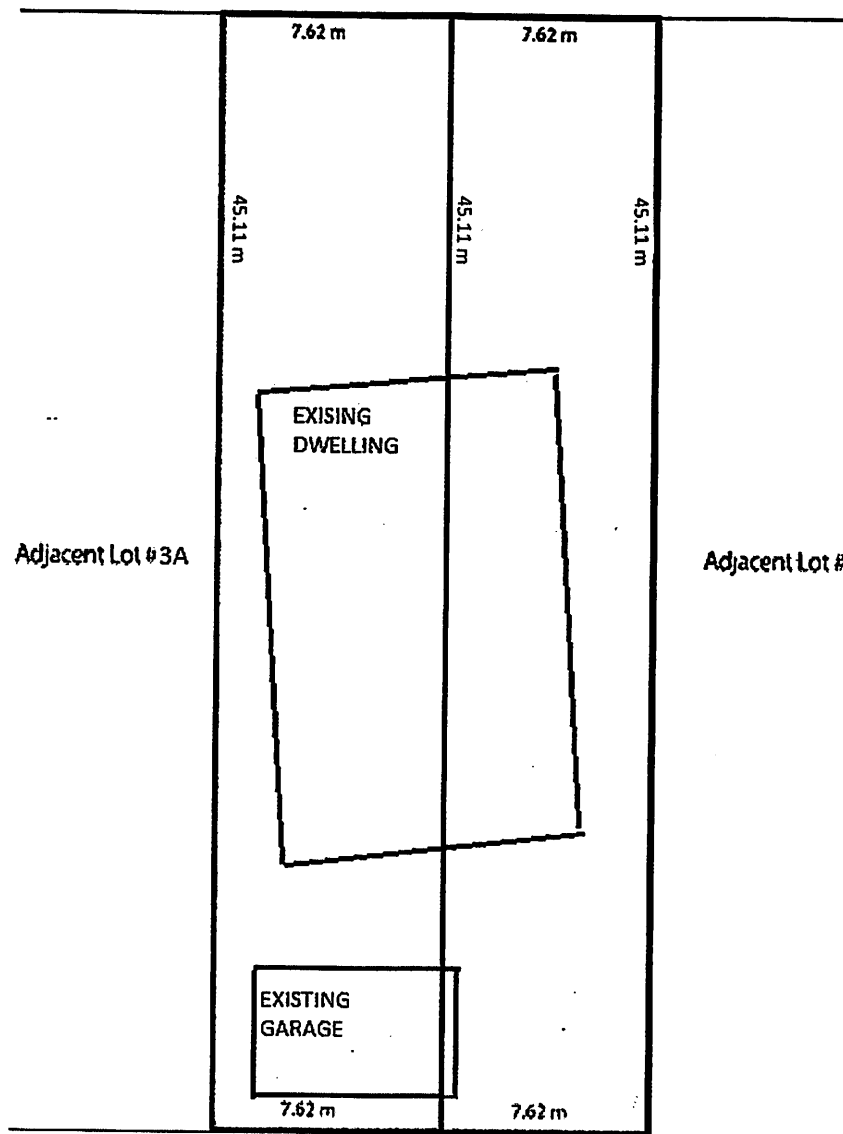 7.62 m
7.62 m
45.11 m
45.11 m
45.11 m
EXISING
DWELLING
Adjacent Lot #3A
Adjacent Lot #
EXISTING
GARAGE
7.62 m
7.62 m